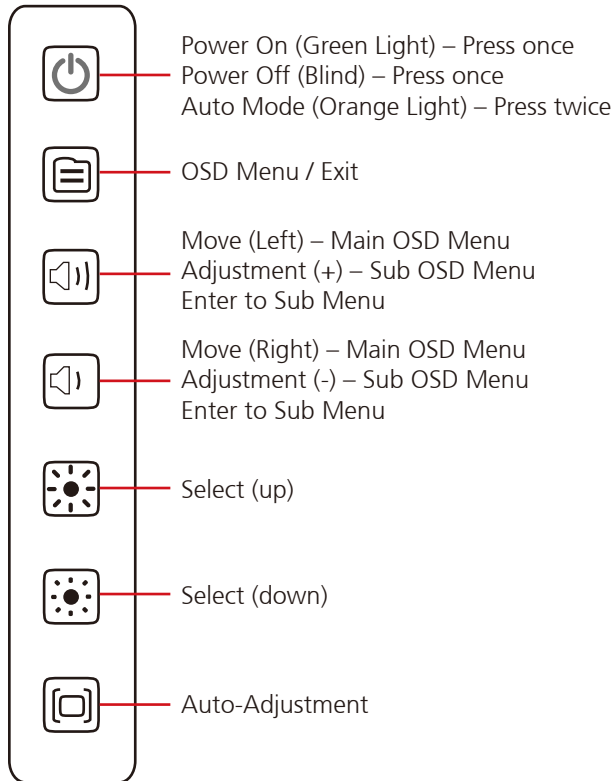 Power On (Green Light) – Press once
Power Off (Blind) – Press once
Auto Mode (Orange Light) – Press twice
OSD Menu / Exit
Move (Left) – Main OSD Menu
Adjustment (+) – Sub OSD Menu
Enter to Sub Menu
Move (Right) – Main OSD Menu
Adjustment (-) – Sub OSD Menu
Enter to Sub Menu
Select (up)
Select (down)
Auto-Adjustment